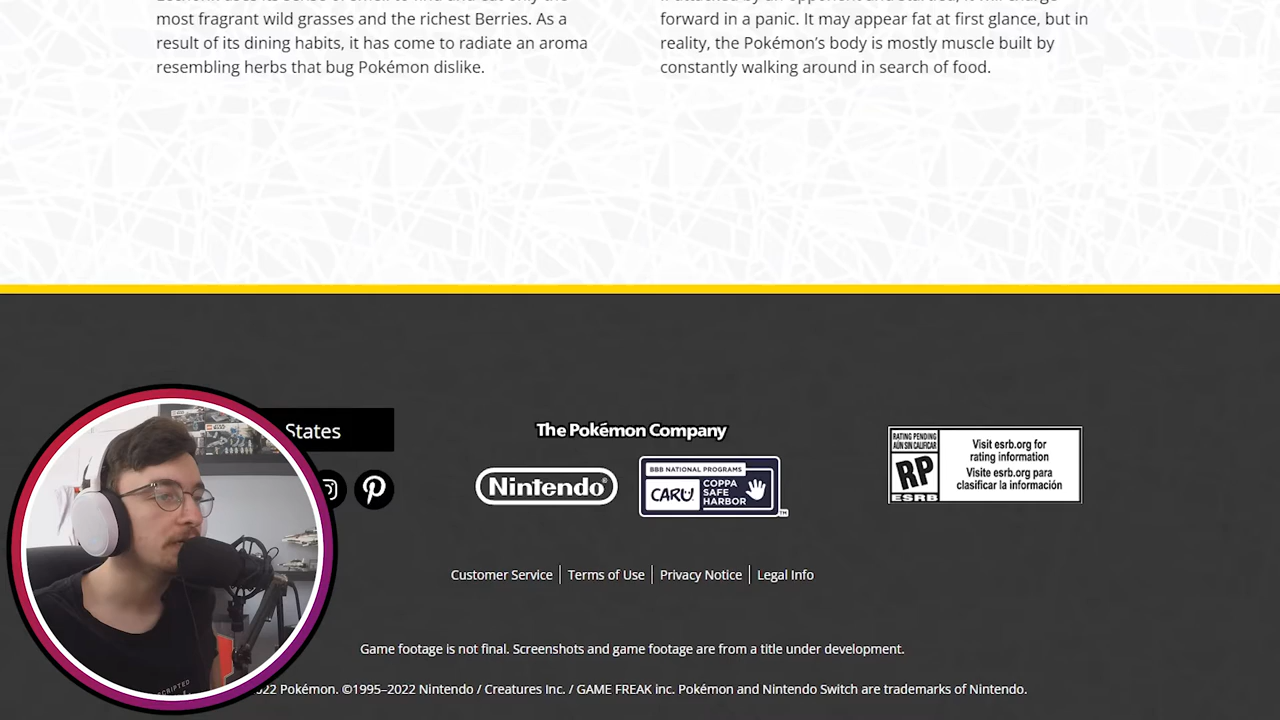 most fragrant wild grasses and the richest Berries. As a
result of its dining habits, it has come to radiate an aroma
resembling herbs that bug Pokémon dislike.
forward in a panic. It may appear fat at first glance, but in
reality, the Pokémon's body is mostly muscle built by
constantly walking around in search of food.
States
The Pokémon Company
Nintendo®
BBB NATIONAL PROGRAMS
CARU
COPPA
SAFE
HARBOR
TM
RATING PENDING
AÚN SIN CALIFICAR
RP
ESRB
Visit esrb.org for
rating information
Visite esrb.org para
clasificar la información
Customer Service
Terms of Use
Privacy Notice
Legal Info
Game footage is not final. Screenshots and game footage are from a title under development.
Pokémon. ©1995–2022 Nintendo / Creatures Inc. / GAME FREAK inc. Pokémon and Nintendo Switch are trademarks of Nintendo.